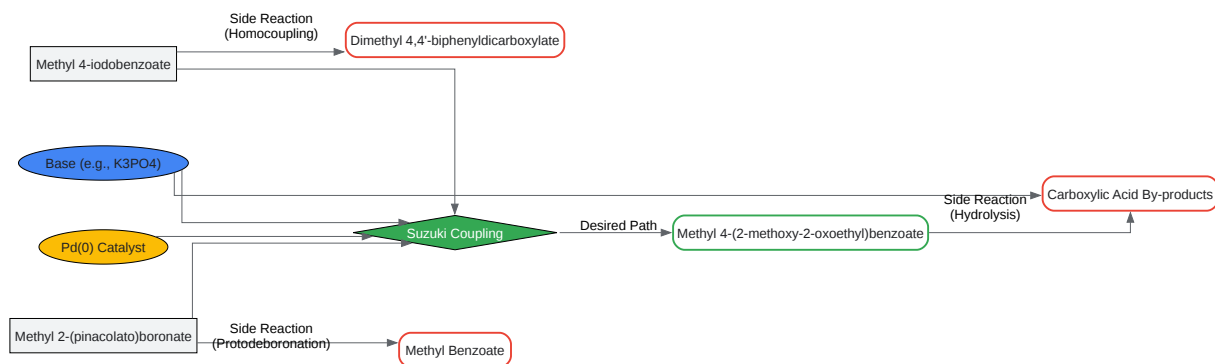 Side Reaction
(Homocoupling)
Dimethyl 4,4'-biphenyldicarboxylate
Methyl 4-iodobenzoate
Base (e.g., K3PO4)
Carboxylic Acid By-products
Side Reaction
(Hydrolysis)
Desired Path
Suzuki Coupling
Methyl 4-(2-methoxy-2-oxoethyl)benzoate
Pd(0) Catalyst
Methyl 2-(pinacolato)boronate
Side Reaction
(Protodeboronation)
Methyl Benzoate